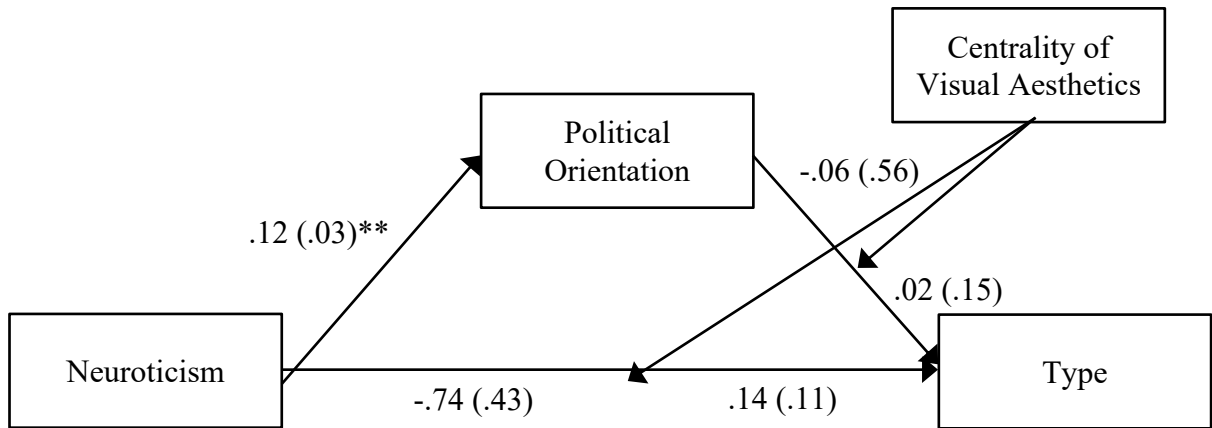 Centrality of
Visual Aesthetics
Political
Orientation
-.06 (.56)
.12 (.03)**
.02 (.15)
Neuroticism
Type
-.74 (.43)
.14 (.11)